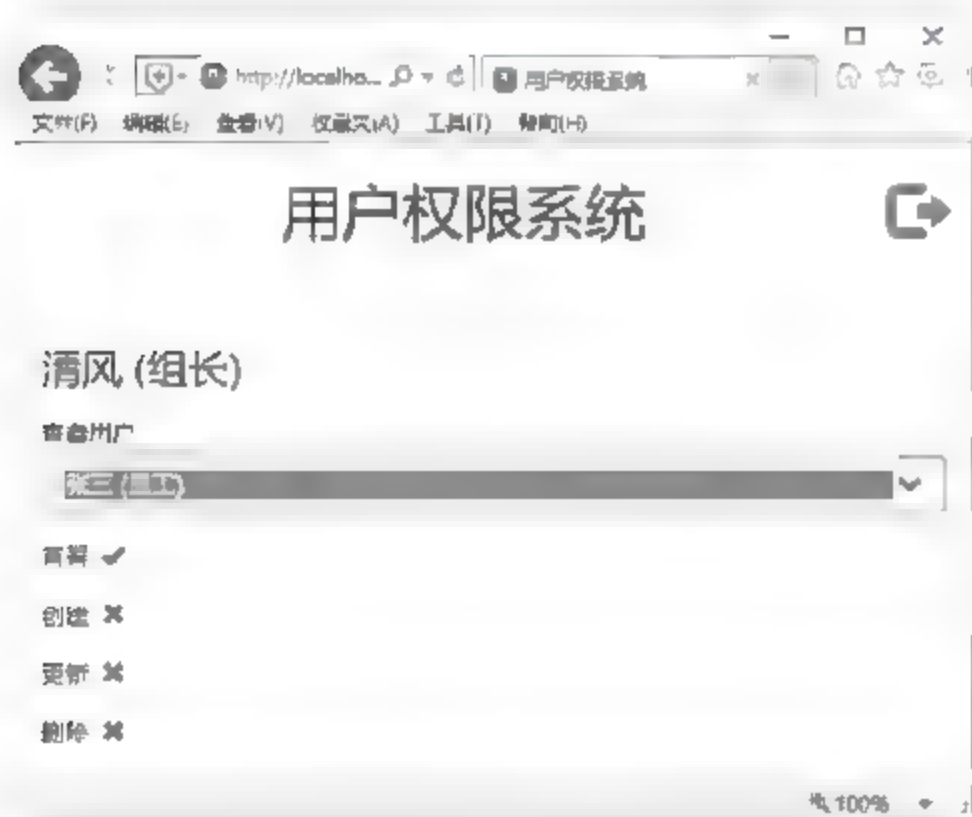 http://localho... 用户权限系统
文件(F) 编辑(E) 查看(V) 收藏夹(A) 工具(T) 帮助(H)
用户权限系统
清风 (组长)
查看用户
张三 (员工)
查看
创建
更新
删除
100%